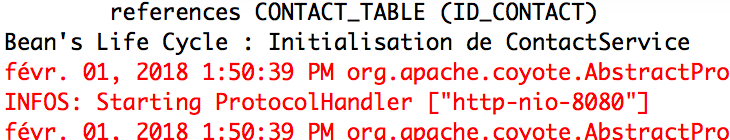 references CONTACT_TABLE (ID_CONTACT)
Bean's Life Cycle : Initialisation de ContactService
févr. 01, 2018 1:50:39 PM org.apache.coyote.AbstractPro
INFOS: Starting ProtocolHandler ["http-nio-8080"]
févr. 01, 2018 1:50:39 PM org.apache.coyote.AbstractPro